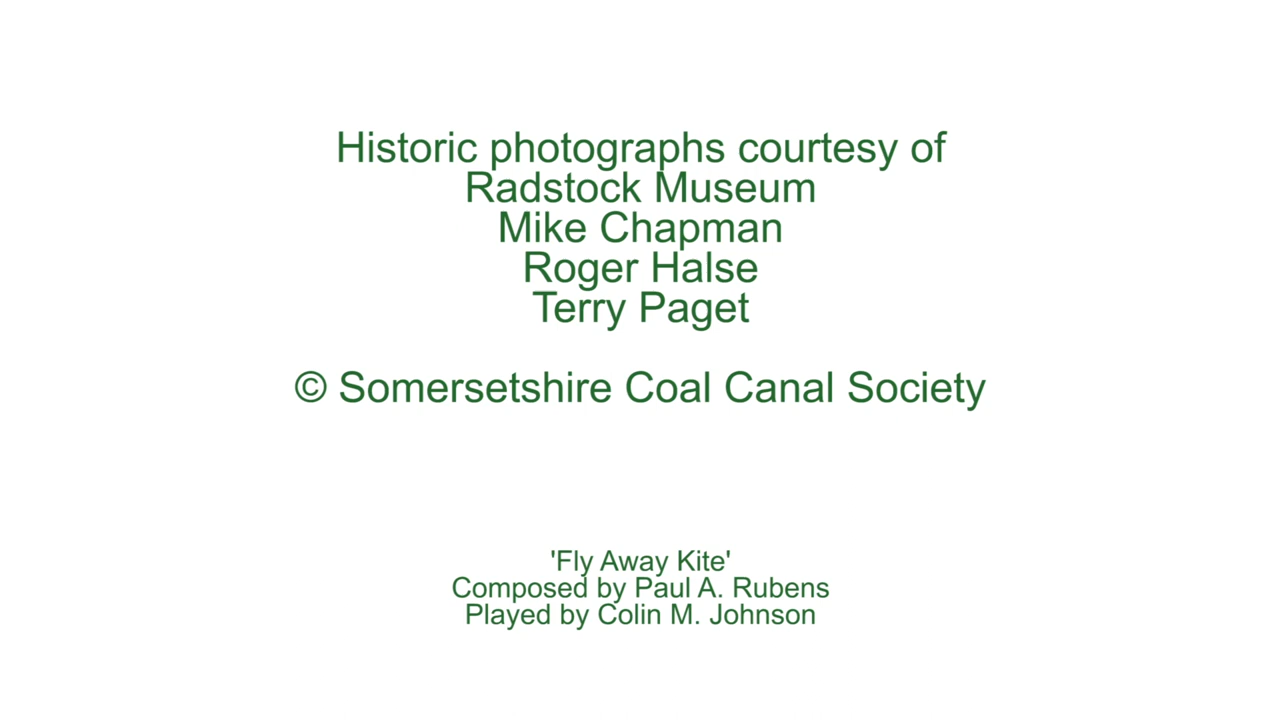 Historic photographs courtesy of
Radstock Museum
Mike Chapman
Roger Halse
Terry Paget
© Somersetshire Coal Canal Society
'Fly Away Kite'
Composed by Paul A. Rubens
Played by Colin M. Johnson